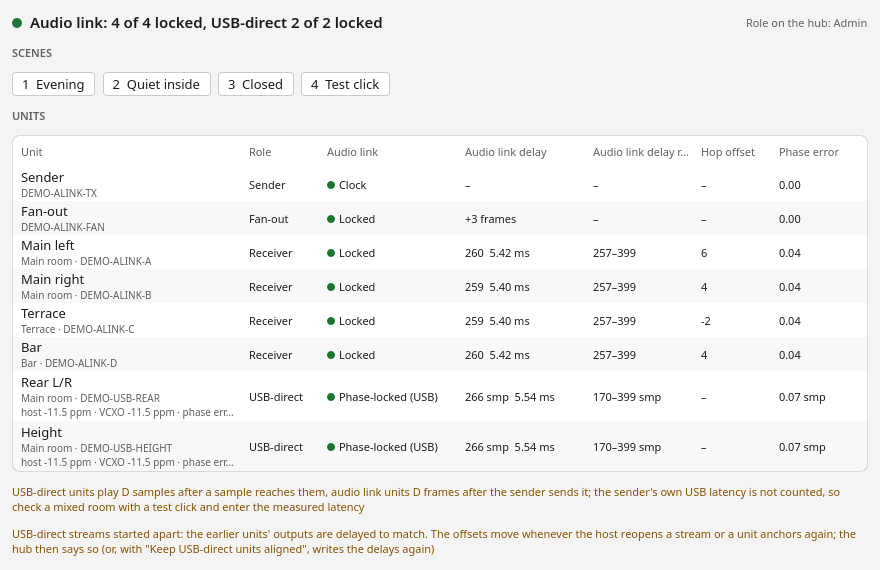 Audio link: 4 of 4 locked, USB-direct 2 of 2 locked
Role on the hub: Admin
SCENES
1 Evening
2 Quiet inside
3 Closed
4 Test click
UNITS
Unit Role Audio link Audio link delay Audio link delay r... Hop offset Phase error
Sender
DEMO-ALINK-TX
Sender Clock – – – 0.00
Fan-out
DEMO-ALINK-FAN
Fan-out Locked +3 frames – – 0.00
Main left
Main room · DEMO-ALINK-A
Receiver Locked 260 5.42 ms 257–399 6 0.04
Main right
Main room · DEMO-ALINK-B
Receiver Locked 259 5.40 ms 257–399 4 0.04
Terrace
Terrace · DEMO-ALINK-C
Receiver Locked 259 5.40 ms 257–399 -2 0.04
Bar
Bar · DEMO-ALINK-D
Receiver Locked 260 5.42 ms 257–399 4 0.04
Rear L/R
Main room · DEMO-USB-REAR
host -11.5 ppm · VCXO -11.5 ppm · phase err...
USB-direct Phase-locked (USB) 266 smp 5.54 ms 170–399 smp – 0.07 smp
Height
Main room · DEMO-USB-HEIGHT
host -11.5 ppm · VCXO -11.5 ppm · phase err...
USB-direct Phase-locked (USB) 266 smp 5.54 ms 170–399 smp – 0.07 smp
USB-direct units play D samples after a sample reaches them, audio link units D frames after the sender sends it; the sender's own USB latency is not counted, so
check a mixed room with a test click and enter the measured latency
USB-direct streams started apart: the earlier units' outputs are delayed to match. The offsets move whenever the host reopens a stream or a unit anchors again; the
hub then says so (or, with "Keep USB-direct units aligned", writes the delays again)